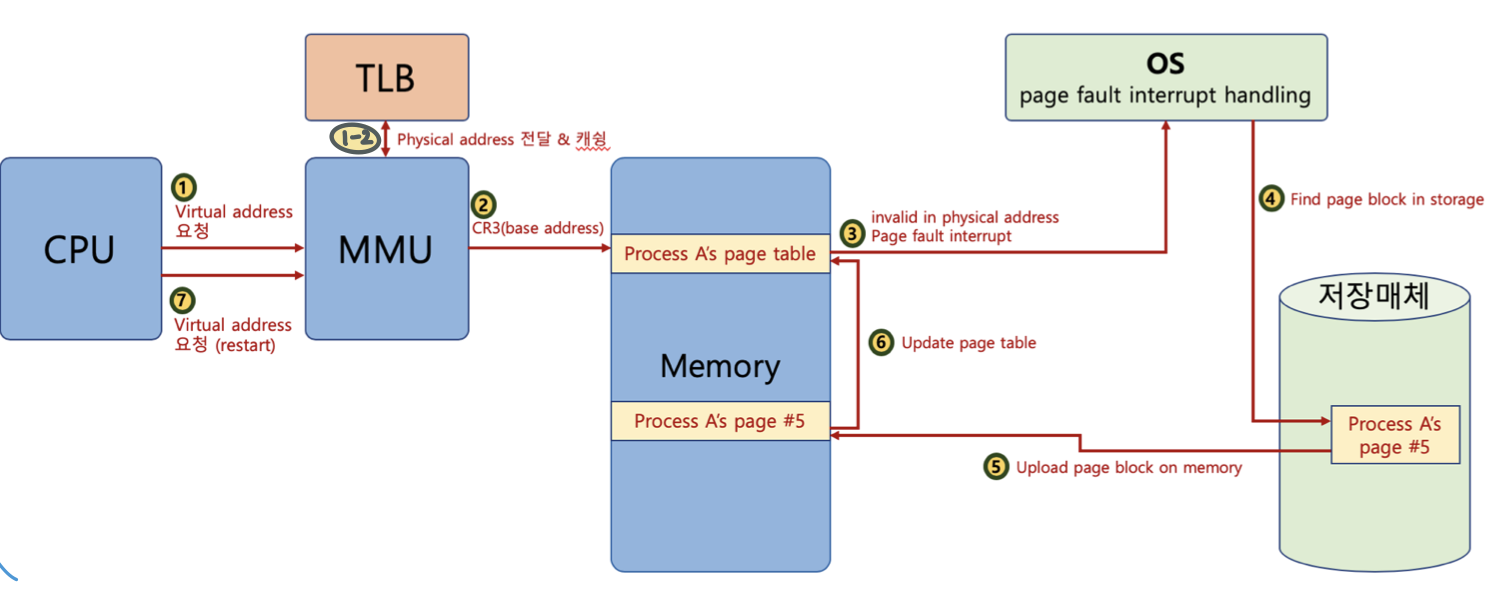 TLB
OS
page fault interrupt handling
1-2
Physical address 전달 & 캐슁
CPU
1
Virtual address
요청
MMU
2
CR3(base address)
Process A's page table
3
invalid in physical address
Page fault interrupt
4
Find page block in storage
7
Virtual address
요청 (restart)
Memory
6
Update page table
저장매체
Process A's page #5
Process A's
page #5
5
Upload page block on memory